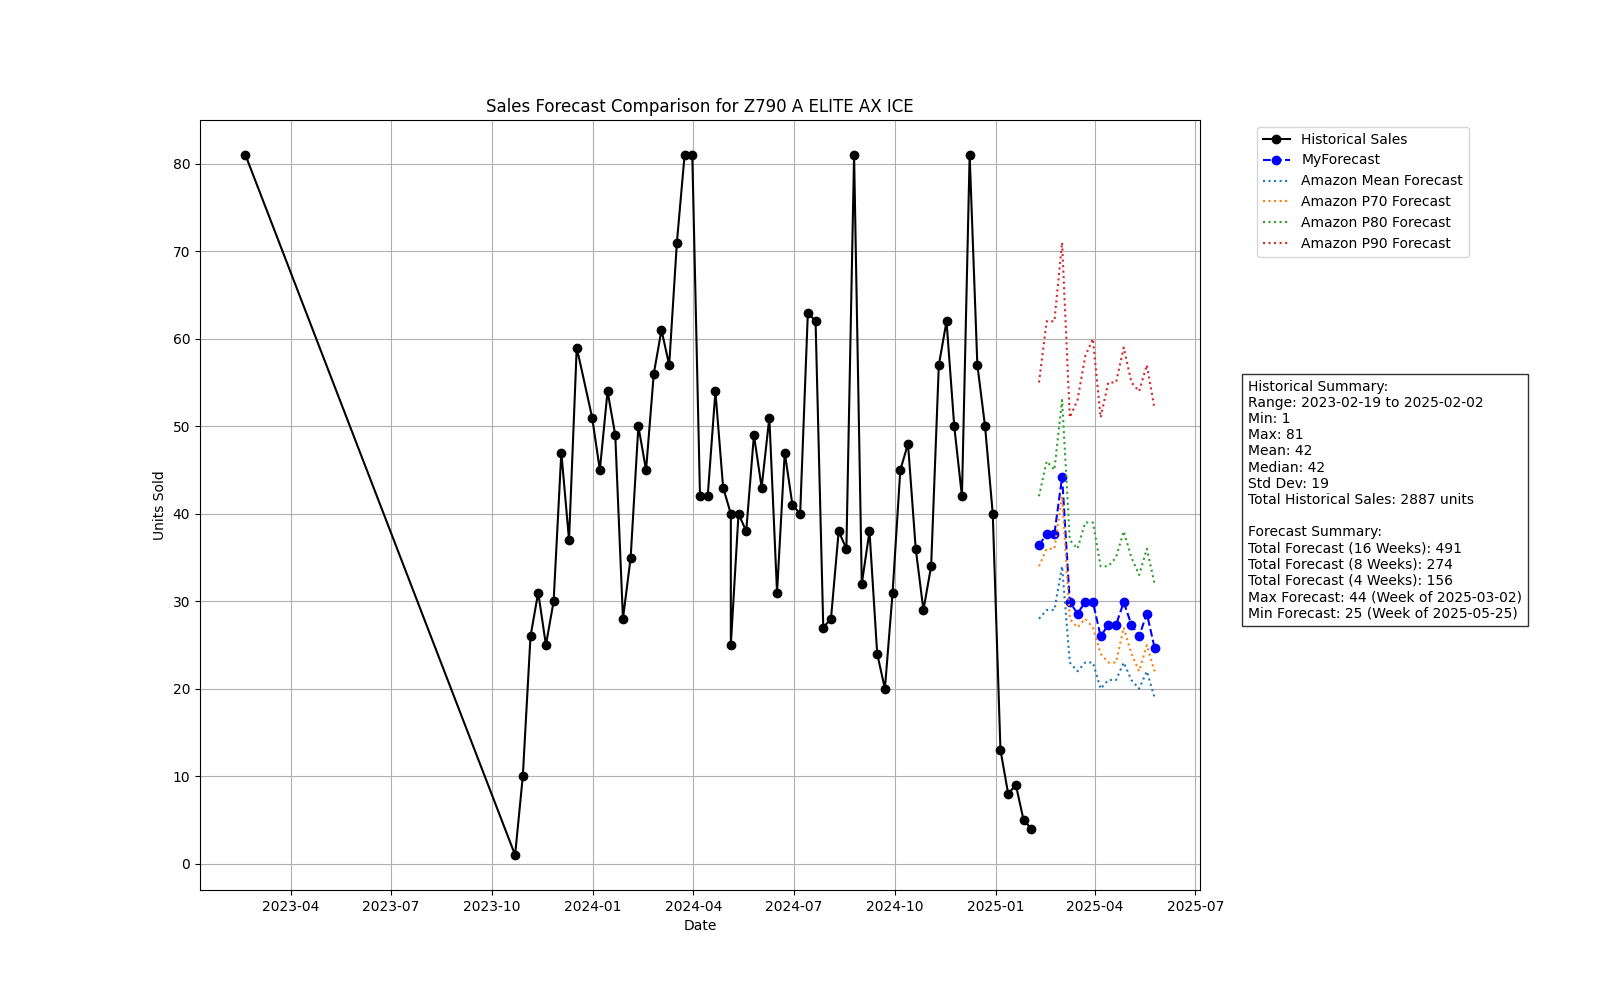 Sales Forecast Comparison for Z790 A ELITE AX ICE
Units Sold
80
70
60
50
40
30
20
10
0
2023-04 2023-07 2023-10 2024-01 2024-04 2024-07 2024-10 2025-01 2025-04 2025-07
Date
Historical Sales
MyForecast
Amazon Mean Forecast
Amazon P70 Forecast
Amazon P80 Forecast
Amazon P90 Forecast
Historical Summary:
Range: 2023-02-19 to 2025-02-02
Min: 1
Max: 81
Mean: 42
Median: 42
Std Dev: 19
Total Historical Sales: 2887 units
Forecast Summary:
Total Forecast (16 Weeks): 491
Total Forecast (8 Weeks): 274
Total Forecast (4 Weeks): 156
Max Forecast: 44 (Week of 2025-03-02)
Min Forecast: 25 (Week of 2025-05-25)